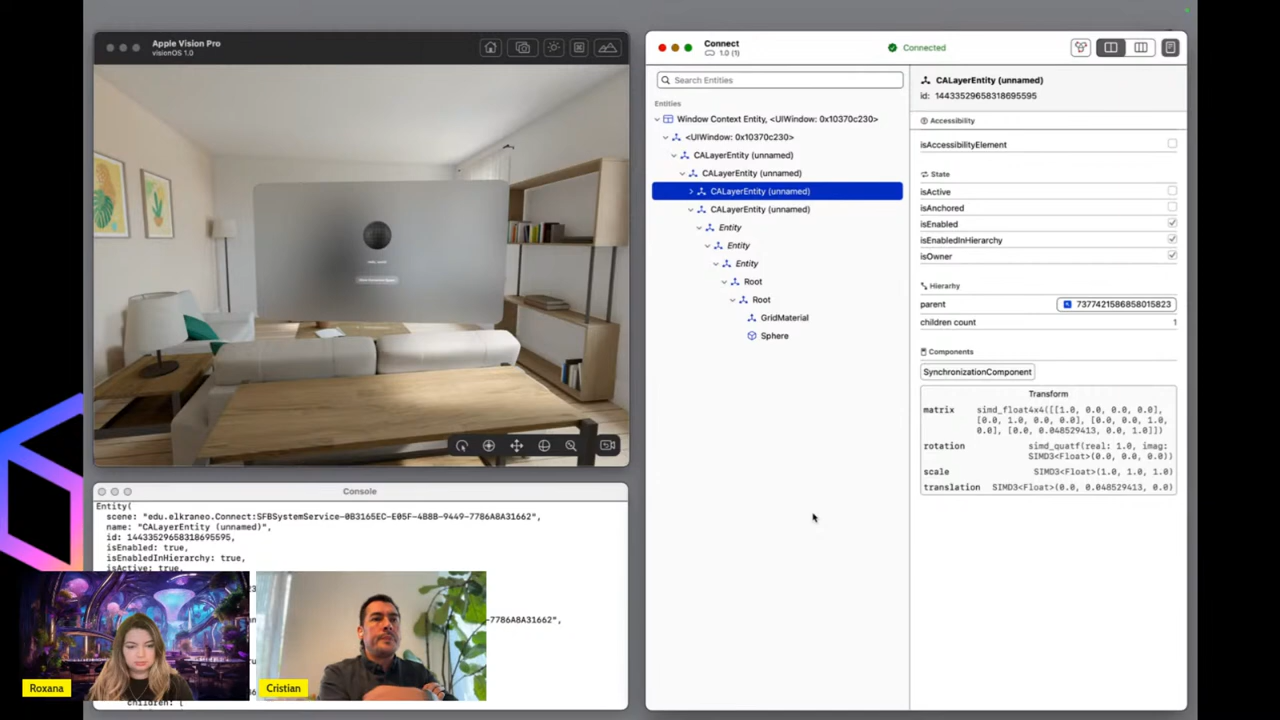 Apple Vision Pro
visionOS 1.0
Connect
1.0 (1)
Connected
Search Entities
Entities
Window Context Entity, <UIWindow: 0x10370c230>
<UIWindow: 0x10370c230>
CALayerEntity (unnamed)
CALayerEntity (unnamed)
CALayerEntity (unnamed)
CALayerEntity (unnamed)
Entity
Entity
Entity
Root
Root
GridMaterial
Sphere
CALayerEntity (unnamed)
id: 14433529658318695595
Accessibility
isAccessibilityElement
State
isActive
isAnchored
isEnabled
isEnabledInHierarchy
isOwner
Hierarchy
parent 7377421586858015823
children count 1
Components
SynchronizationComponent
Transform
matrix simd_float4x4([[1.0, 0.0, 0.0, 0.0],
[0.0, 1.0, 0.0, 0.0], [0.0, 0.0, 1.0,
0.0], [0.0, 0.048529413, 0.0, 1.0]])
rotation simd_quatf(real: 1.0, imag:
SIMD3<Float>(0.0, 0.0, 0.0))
scale SIMD3<Float>(1.0, 1.0, 1.0)
translation SIMD3<Float>(0.0, 0.048529413, 0.0)
Console
Entity(
scene: "edu.elkraneo.Connect:SFBSystemService-0B3165EC-E05F-4B8B-9449-7786A8A31662",
name: "CALayerEntity (unnamed)",
id: 14433529658318695595,
isEnabled: true,
isEnabledInHierarchy: true,
isActive: true,
-7786A8A31662",
children: [
Roxana
Cristian